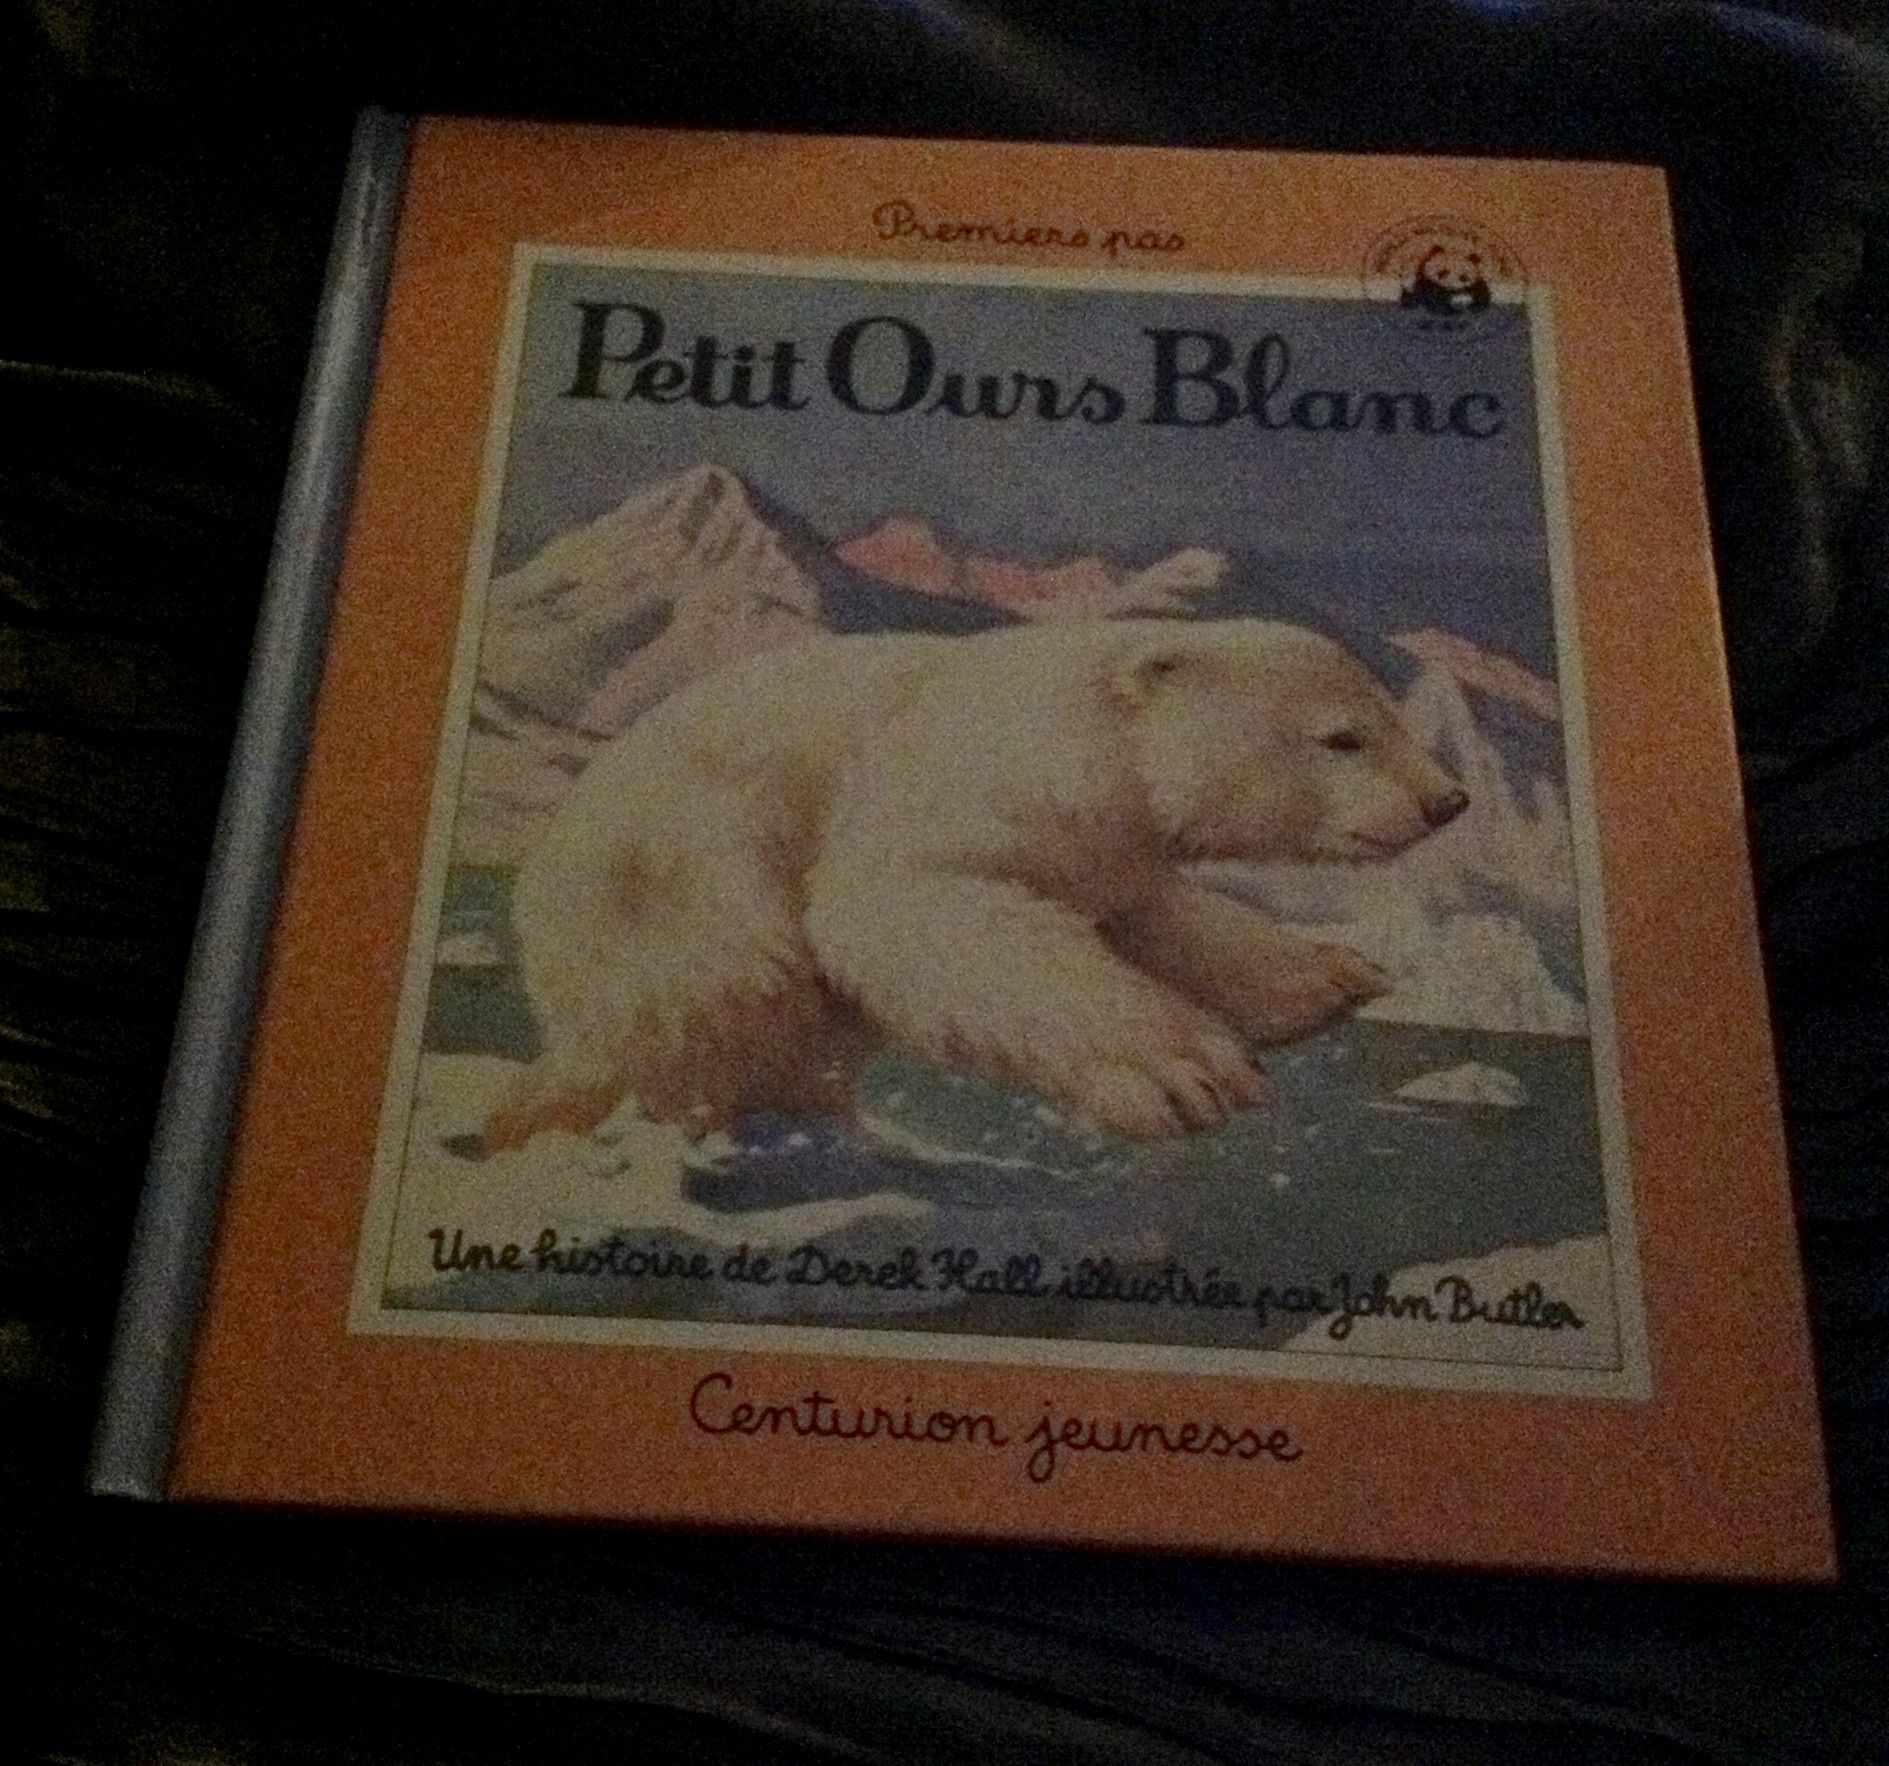 Premiers pas
Petit Ours Blanc
Une histoire de Derek Hall illustrée par John Butler
Centurion jeunesse